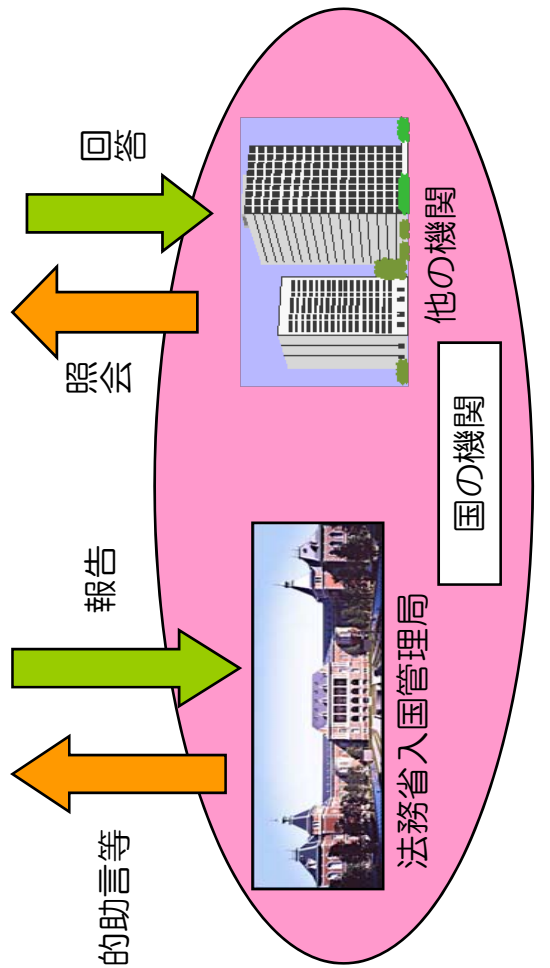 的助言等
報告
照会
回答
法務省入国管理局
他の機関
国の機関